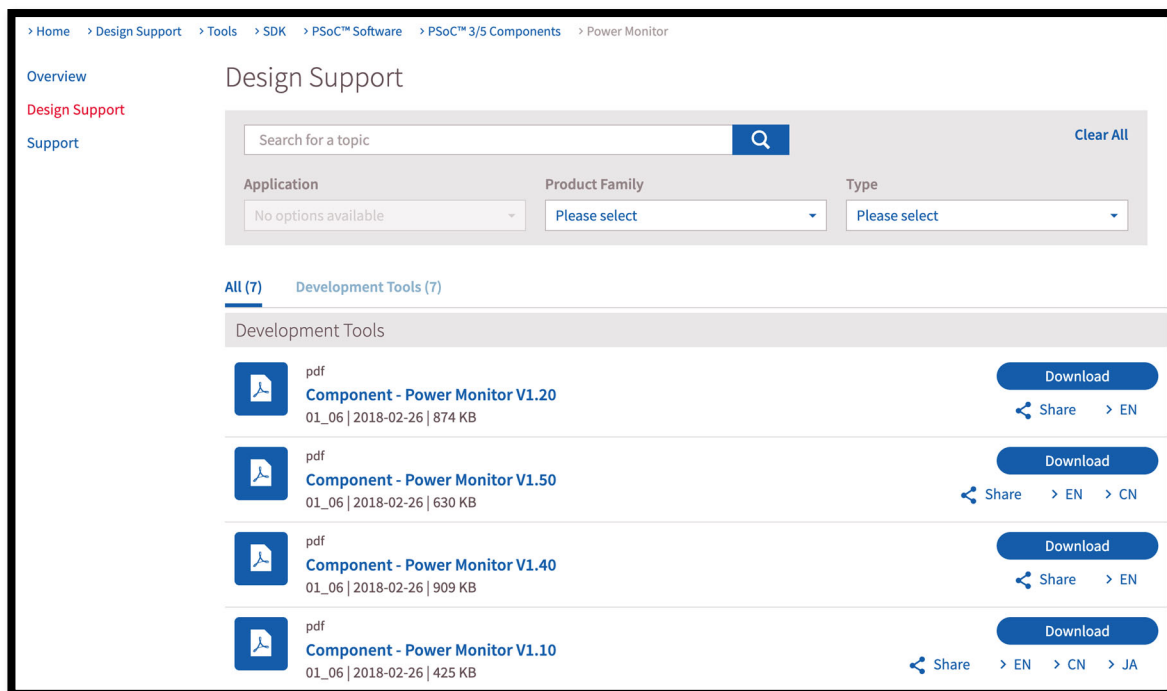 > Home > Design Support > Tools > SDK > PSoC™ Software > PSoC™ 3/5 Components > Power Monitor
Overview
Design Support
Support
Design Support
Search for a topic
Clear All
Application Product Family Type
No options available Please select Please select
All (7) Development Tools (7)
Development Tools
pdf
Component - Power Monitor V1.20
01_06 | 2018-02-26 | 874 KB
Download
Share > EN
pdf
Component - Power Monitor V1.50
01_06 | 2018-02-26 | 630 KB
Download
Share > EN > CN
pdf
Component - Power Monitor V1.40
01_06 | 2018-02-26 | 909 KB
Download
Share > EN
pdf
Component - Power Monitor V1.10
01_06 | 2018-02-26 | 425 KB
Download
Share > EN > CN > JA